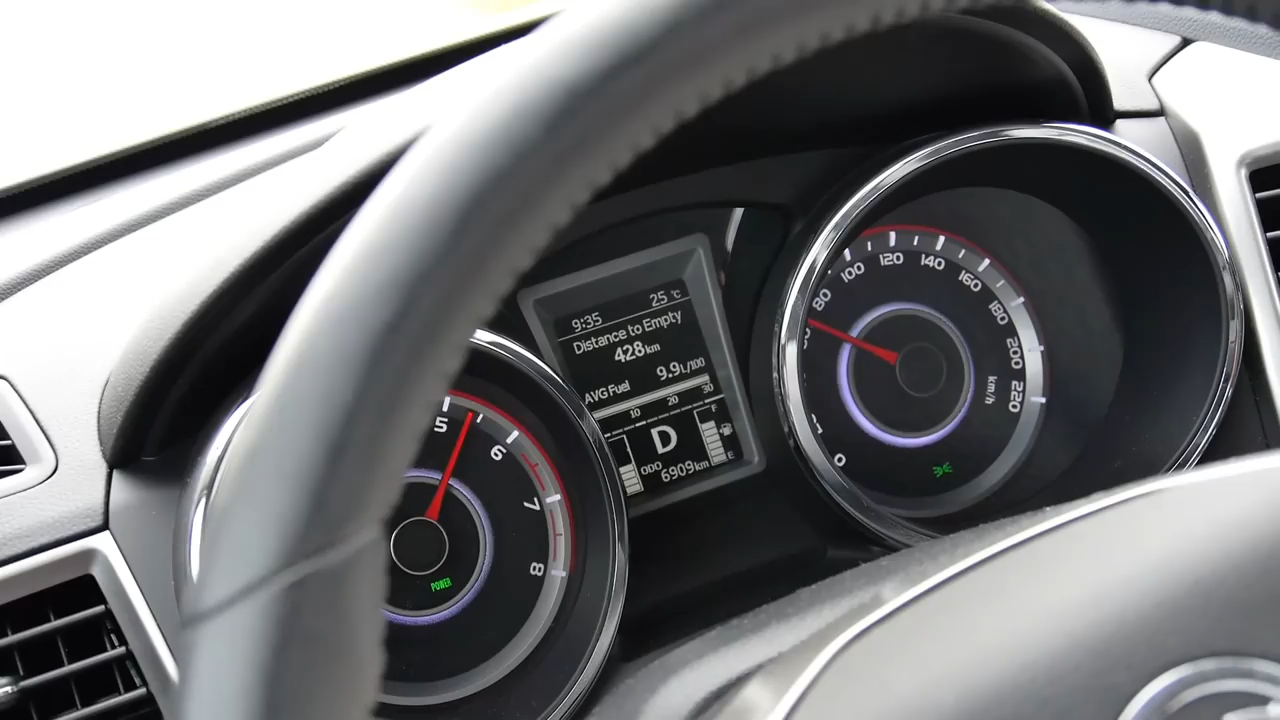 25 °C
9:35
Distance to Empty
428km
AVG Fuel 9.9L/100
10 20 30
D
F
E
ODO 6909km
5
6
7
8
POWER
0
80
100
120
140
160
180
200
220
km/h